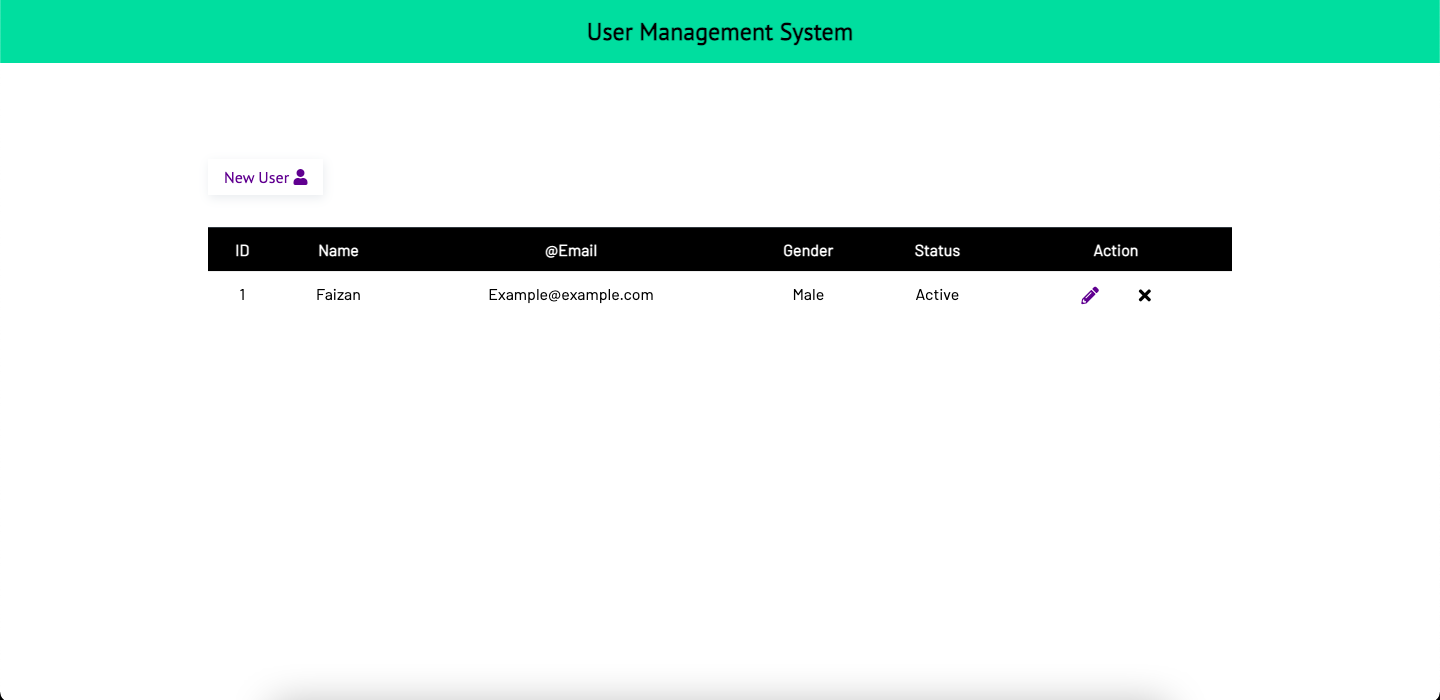 User Management System
New User
ID Name @Email Gender Status Action
1 Faizan Example@example.com Male Active